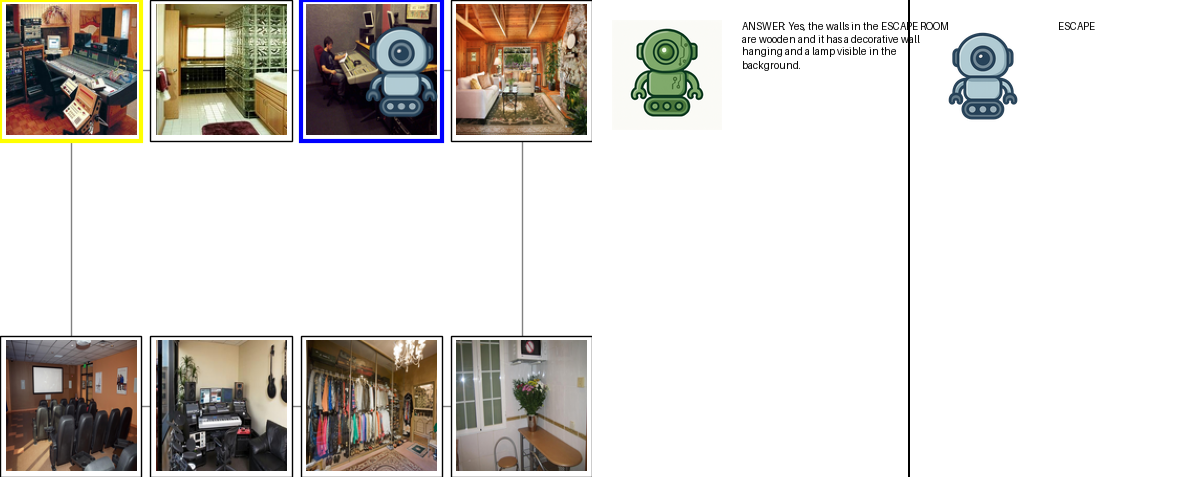 ANSWER: Yes, the walls in the ESCAPE ROOM
are wooden and it has a decorative wall
hanging and a lamp visible in the
background.
ESCAPE